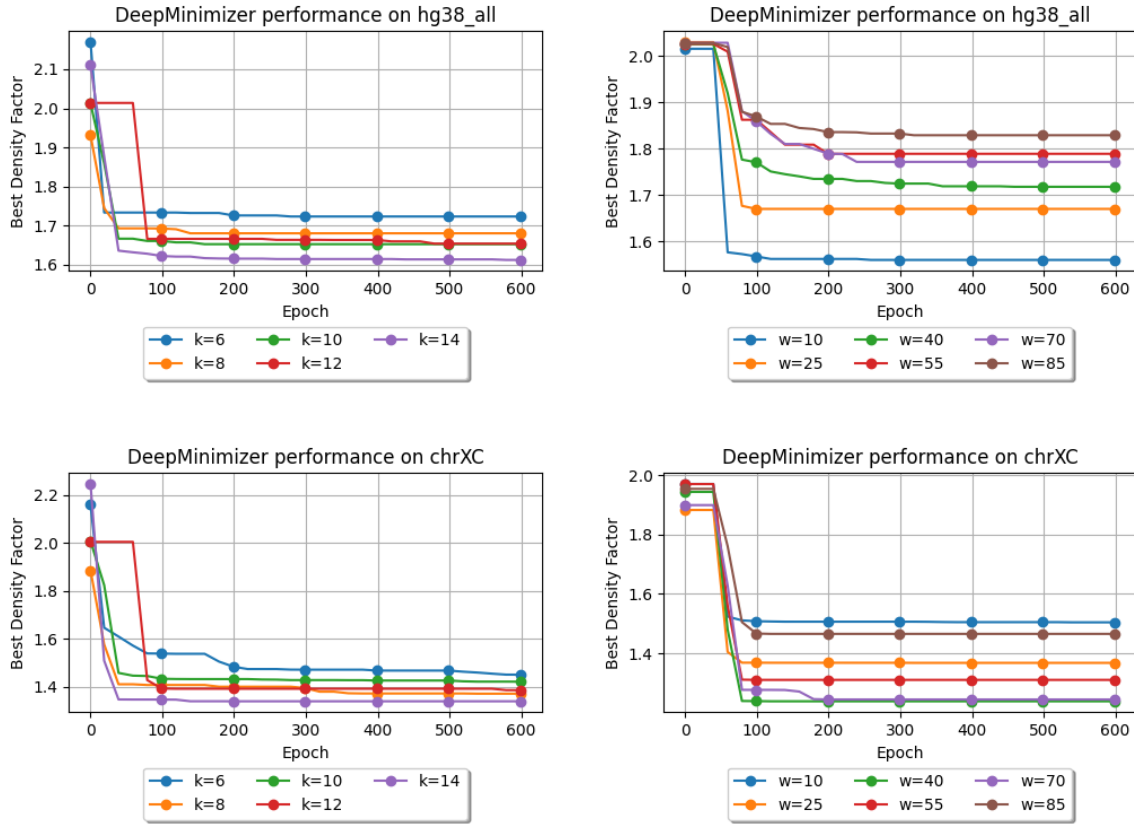 DeepMinimizer performance on hg38_all
2.1
2.0
1.9
1.8
1.7
1.6
Best Density Factor
0 100 200 300 400 500 600
Epoch
k=6 k=10 k=14
k=8 k=12
DeepMinimizer performance on hg38_all
2.0
1.9
1.8
1.7
1.6
Best Density Factor
0 100 200 300 400 500 600
Epoch
w=10 w=40 w=70
w=25 w=55 w=85
DeepMinimizer performance on chrXC
2.2
2.0
1.8
1.6
1.4
Best Density Factor
0 100 200 300 400 500 600
Epoch
k=6 k=10 k=14
k=8 k=12
DeepMinimizer performance on chrXC
2.0
1.8
1.6
1.4
Best Density Factor
0 100 200 300 400 500 600
Epoch
w=10 w=40 w=70
w=25 w=55 w=85